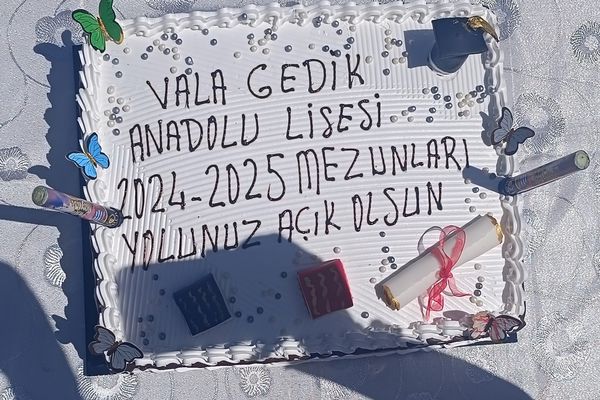 VALA GEDİK
ANADOLU LİSESİ
2024-2025 MEZUNLARI
YOLUNUZ AÇIK OLSUN